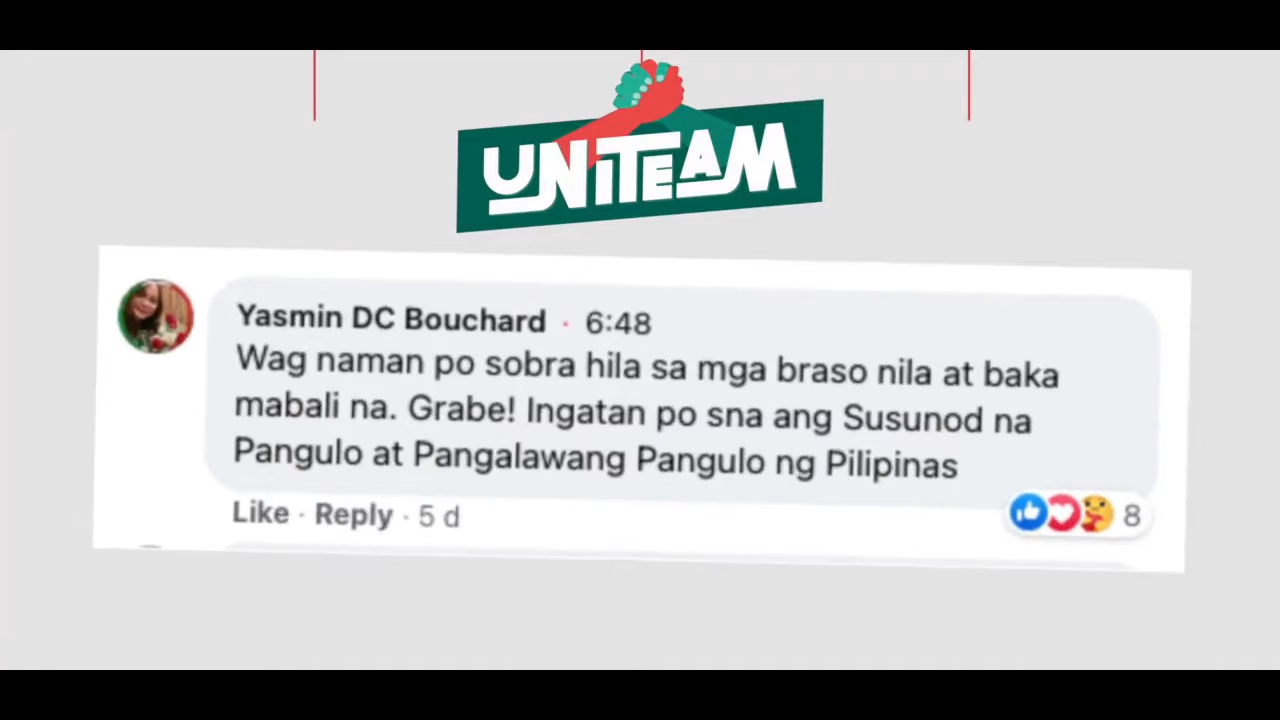 UNITEAM
Yasmin DC Bouchard · 6:48
Wag naman po sobra hila sa mga braso nila at baka
mabali na. Grabe! Ingatan po sna ang Susunod na
Pangulo at Pangalawang Pangulo ng Pilipinas
Like · Reply · 5 d
8